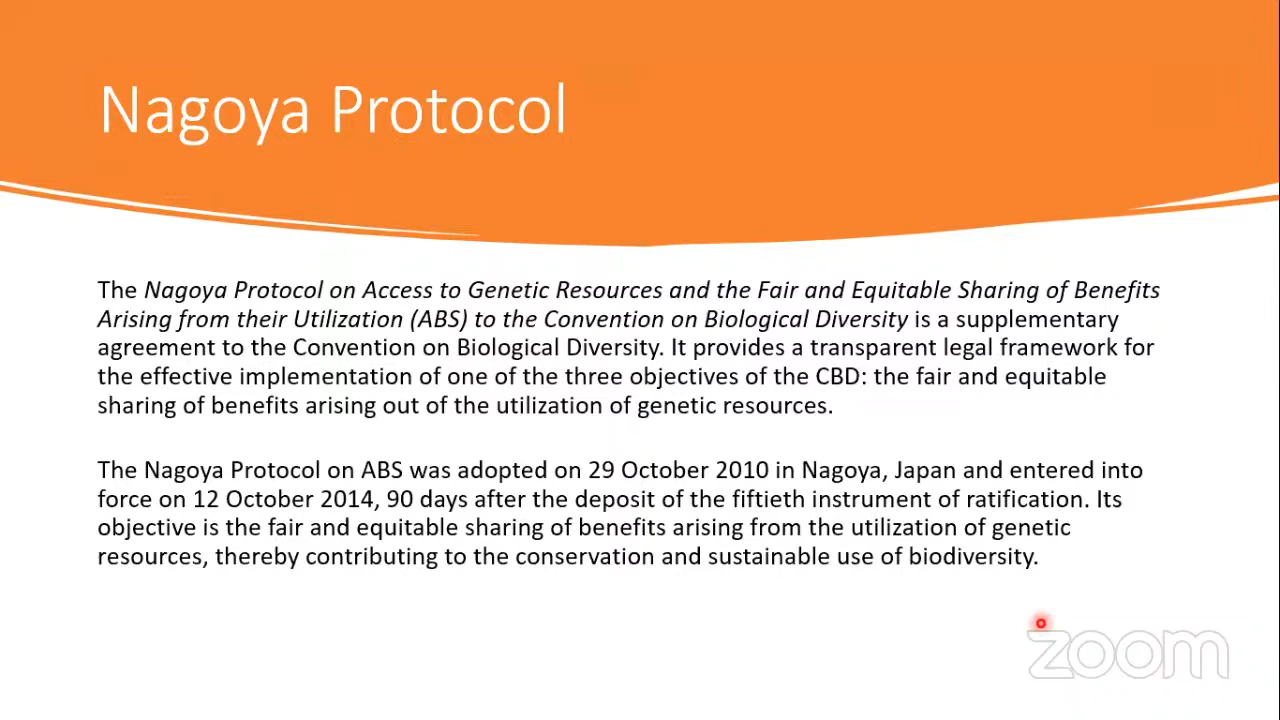 Nagoya Protocol
The Nagoya Protocol on Access to Genetic Resources and the Fair and Equitable Sharing of Benefits
Arising from their Utilization (ABS) to the Convention on Biological Diversity is a supplementary
agreement to the Convention on Biological Diversity. It provides a transparent legal framework for
the effective implementation of one of the three objectives of the CBD: the fair and equitable
sharing of benefits arising out of the utilization of genetic resources.
The Nagoya Protocol on ABS was adopted on 29 October 2010 in Nagoya, Japan and entered into
force on 12 October 2014, 90 days after the deposit of the fiftieth instrument of ratification. Its
objective is the fair and equitable sharing of benefits arising from the utilization of genetic
resources, thereby contributing to the conservation and sustainable use of biodiversity.
zoom